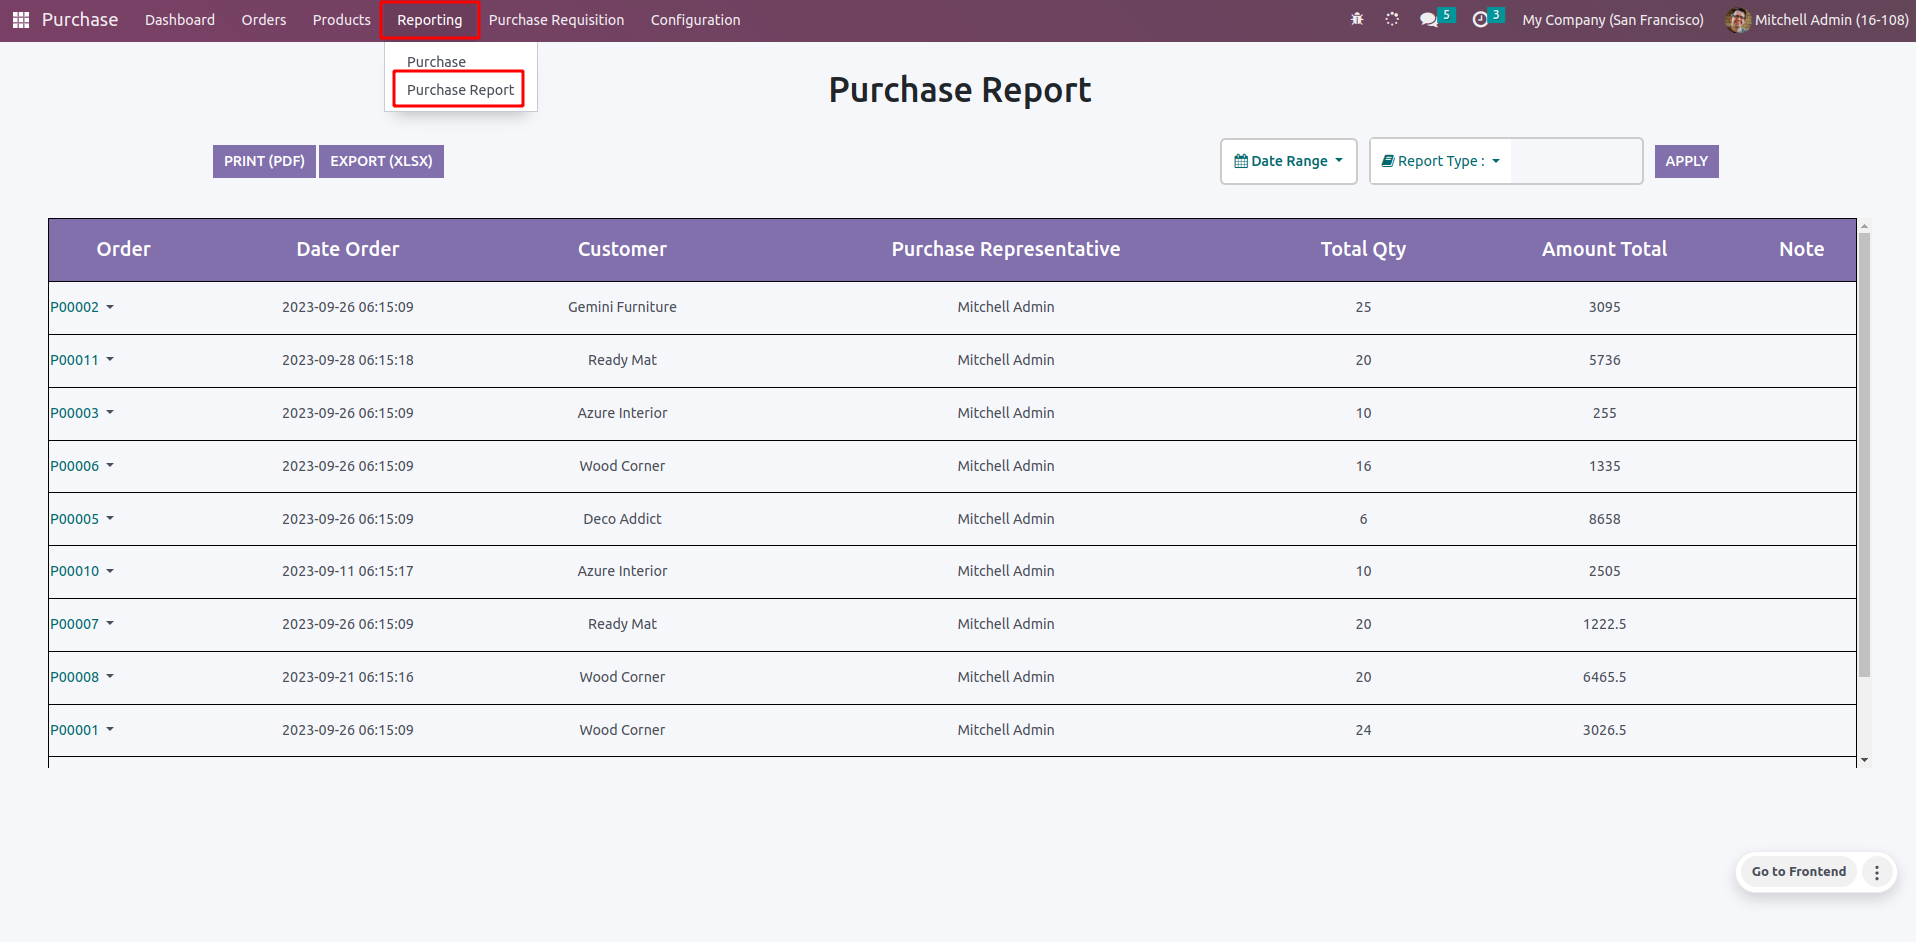 Purchase Dashboard Orders Products Reporting Purchase Requisition Configuration 5 3 My Company (San Francisco) Mitchell Admin (16-108)
Purchase
Purchase Report
Purchase Report
PRINT (PDF) EXPORT (XLSX) Date Range Report Type : APPLY
Order Date Order Customer Purchase Representative Total Qty Amount Total Note
P00002 2023-09-26 06:15:09 Gemini Furniture Mitchell Admin 25 3095
P00011 2023-09-28 06:15:18 Ready Mat Mitchell Admin 20 5736
P00003 2023-09-26 06:15:09 Azure Interior Mitchell Admin 10 255
P00006 2023-09-26 06:15:09 Wood Corner Mitchell Admin 16 1335
P00005 2023-09-26 06:15:09 Deco Addict Mitchell Admin 6 8658
P00010 2023-09-11 06:15:17 Azure Interior Mitchell Admin 10 2505
P00007 2023-09-26 06:15:09 Ready Mat Mitchell Admin 20 1222.5
P00008 2023-09-21 06:15:16 Wood Corner Mitchell Admin 20 6465.5
P00001 2023-09-26 06:15:09 Wood Corner Mitchell Admin 24 3026.5
Go to Frontend